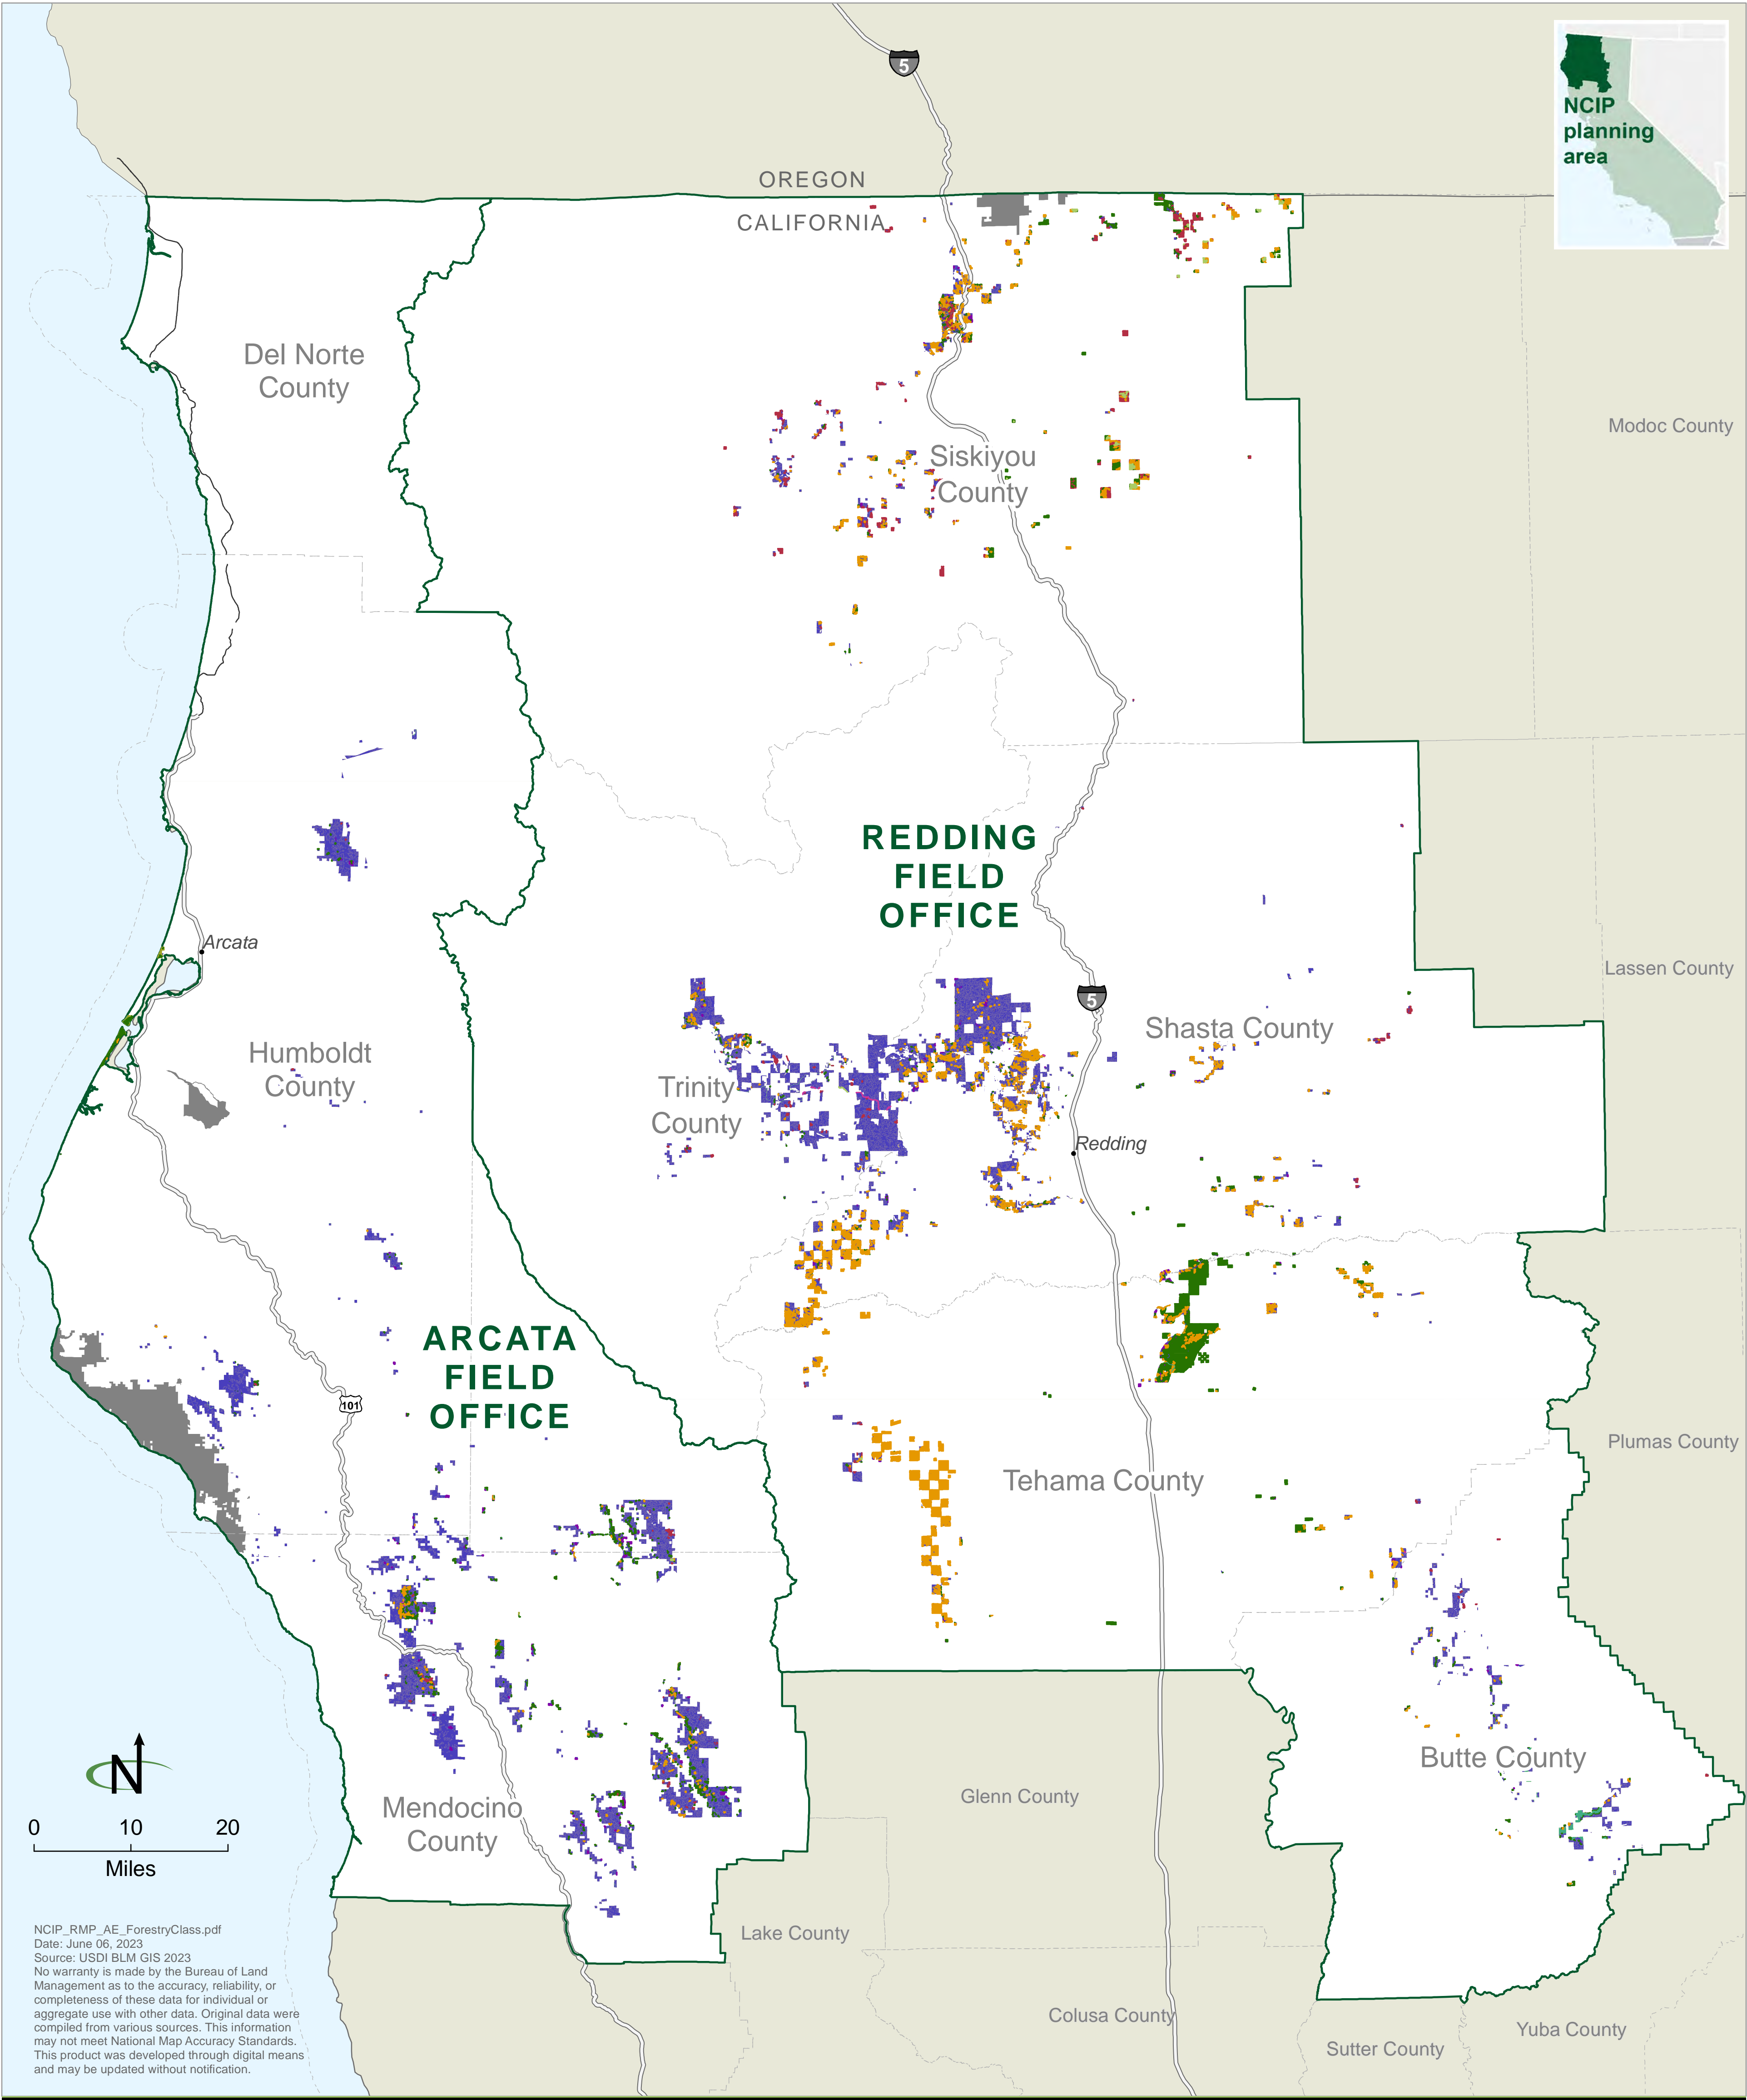 5
NCIP
planning
area
OREGON
CALIFORNIA
Del Norte
County
Modoc County
Siskiyou
County
REDDING
FIELD
OFFICE
Arcata
Lassen County
5
Shasta County
Humboldt
County
Trinity
County
Redding
ARCATA
FIELD
OFFICE
101
Plumas County
Tehama County
N
Butte County
Glenn County
Mendocino
County
0 10 20
Miles
NCIP_RMP_AE_ForestryClass.pdf
Date: June 06, 2023
Source: USDI BLM GIS 2023
No warranty is made by the Bureau of Land
Management as to the accuracy, reliability, or
completeness of these data for individual or
aggregate use with other data. Original data were
compiled from various sources. This information
may not meet National Map Accuracy Standards.
This product was developed through digital means
and may be updated without notification.
Lake County
Colusa County
Sutter County
Yuba County